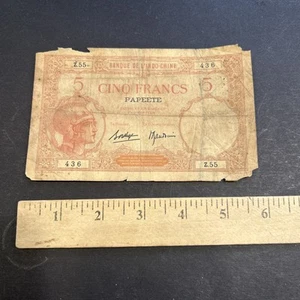 BANQUE DE L'INDO-CHINE
Z.55 436
5 CINQ FRANCS 5
PAPEETE
436 Z.55
1 2 3 4 5 6